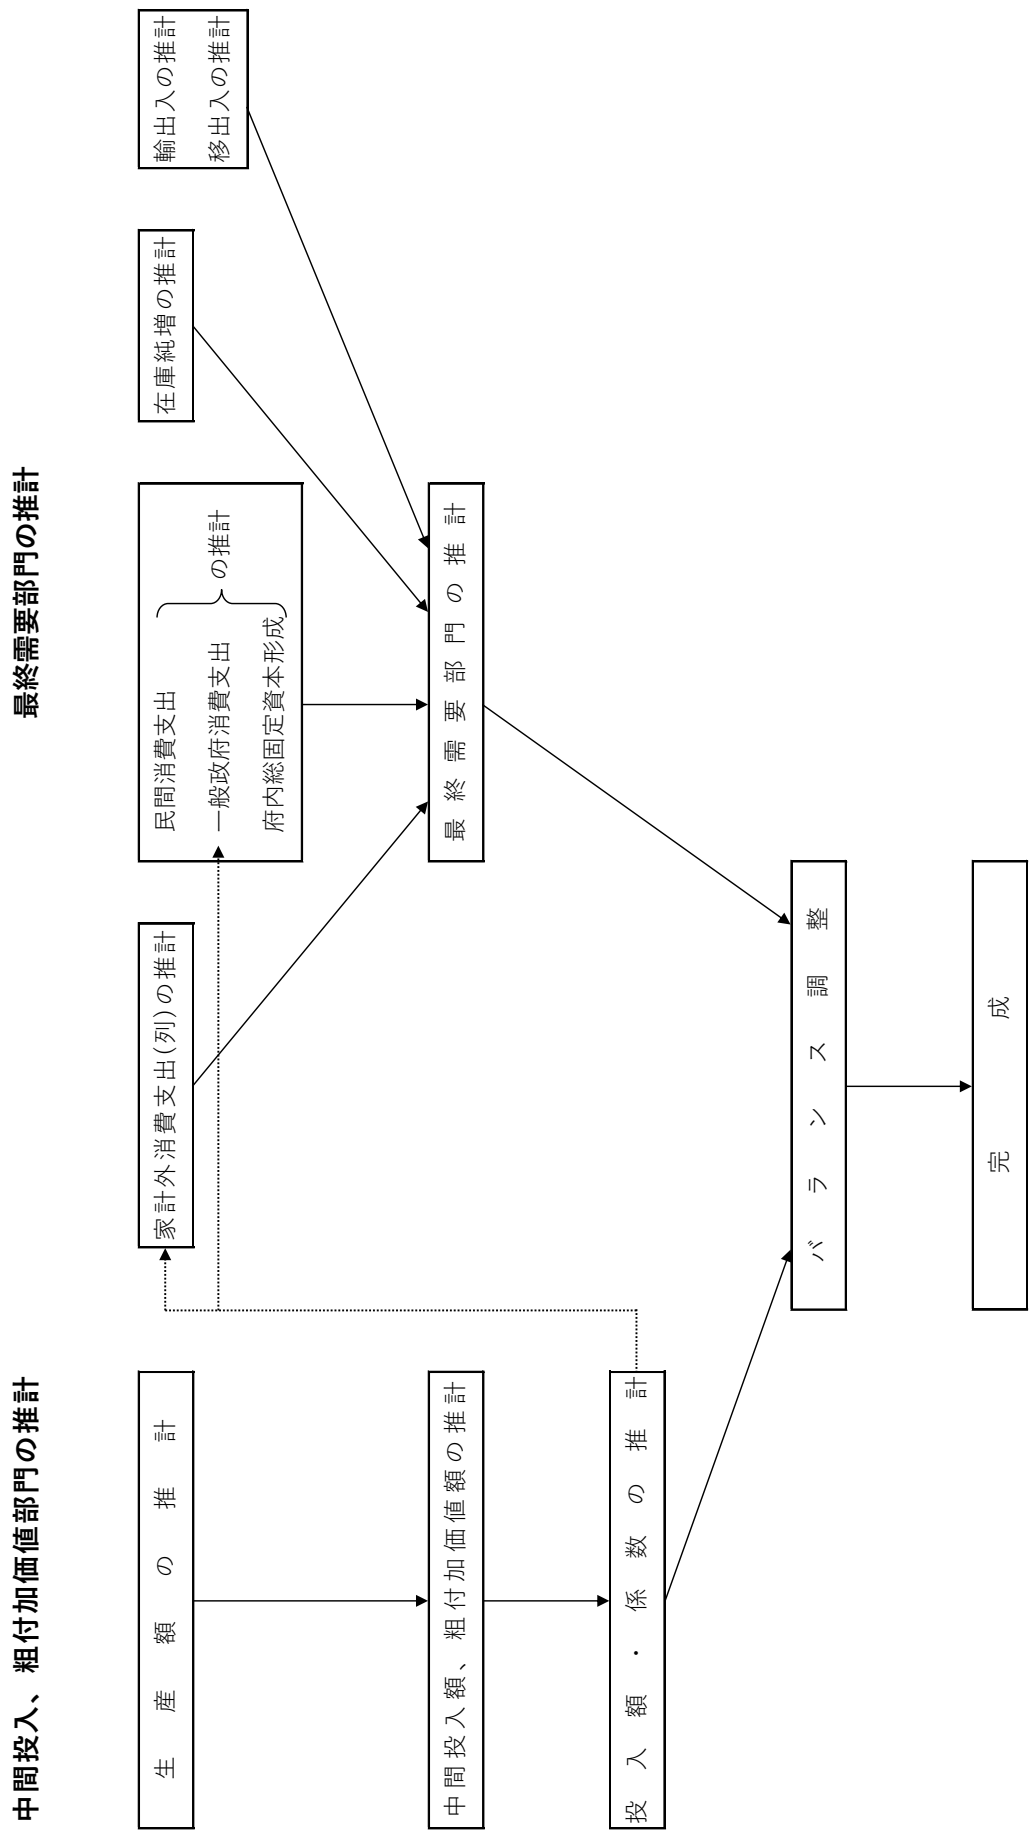 中間投入、粗付加価値部門の推計
最終需要部門の推計
生産額の推計
家計外消費支出(列)の推計
民間消費支出
一般政府消費支出
府内総固定資本形成
の推計
在庫純増の推計
輸出入の推計
移出入の推計
中間投入額、粗付加価値額の推計
最終需要部門の推計
投入額・係数の推計
バランス調整
完成